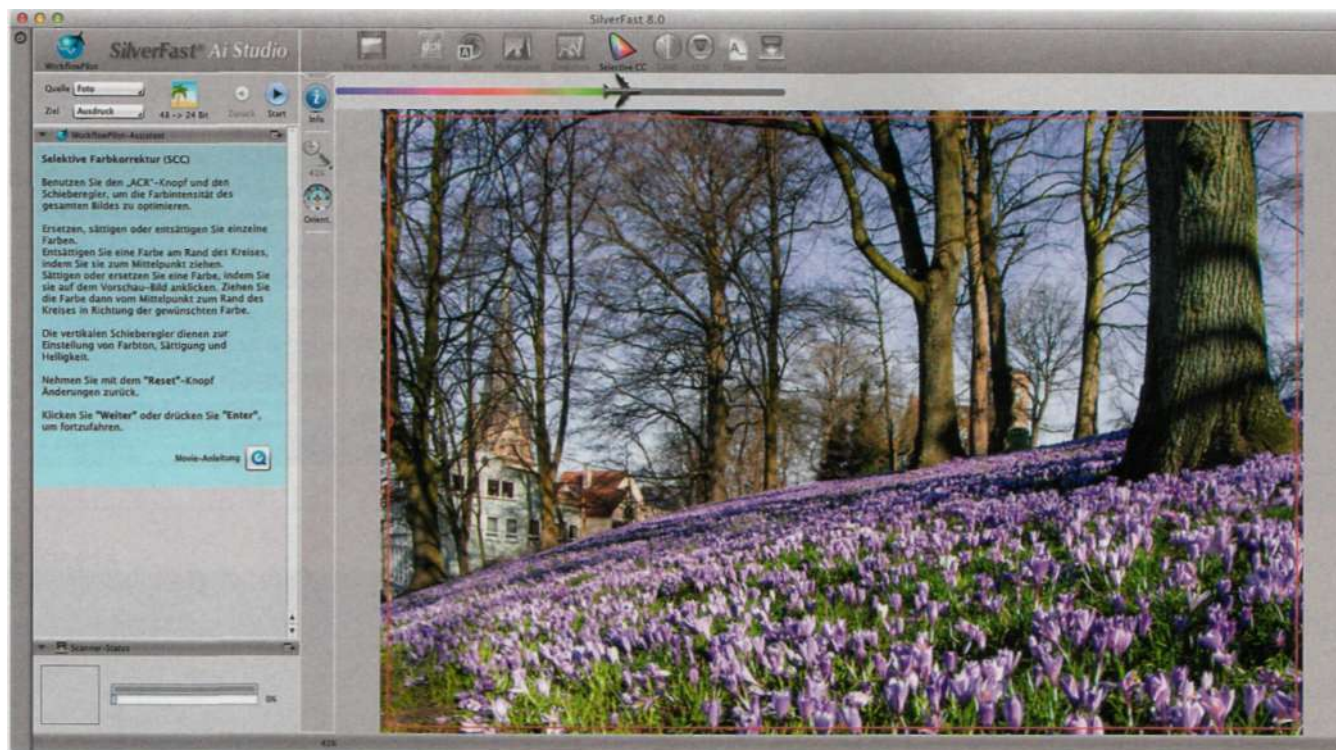 SilverFast 8.0
SilverFast® Ai Studio
WorkflowPilot
Selective CC
Quelle Foto
Ziel Ausdruck
48 -> 24 Bit
Zurück
Start
Info
WorkflowPilot-Assistent
Selektive Farbkorrektur (SCC)
Benutzen Sie den „ACR"-Knopf und den
Schieberegler, um die Farbintensität des
gesamten Bildes zu optimieren.
Ersetzen, sättigen oder entsättigen Sie einzelne
Farben.
Entsättigen Sie eine Farbe am Rand des Kreises,
indem Sie sie zum Mittelpunkt ziehen.
Sättigen oder ersetzen Sie eine Farbe, indem Sie
sie auf dem Vorschau-Bild anklicken. Ziehen Sie
die Farbe dann vom Mittelpunkt zum Rand des
Kreises in Richtung der gewünschten Farbe.
Die vertikalen Schieberegler dienen zur
Einstellung von Farbton, Sättigung und
Helligkeit.
Nehmen Sie mit dem "Reset"-Knopf
Änderungen zurück.
Klicken Sie "Weiter" oder drücken Sie "Enter",
um fortzufahren.
Movie-Anleitung
Orient.
Scanner-Status
0%